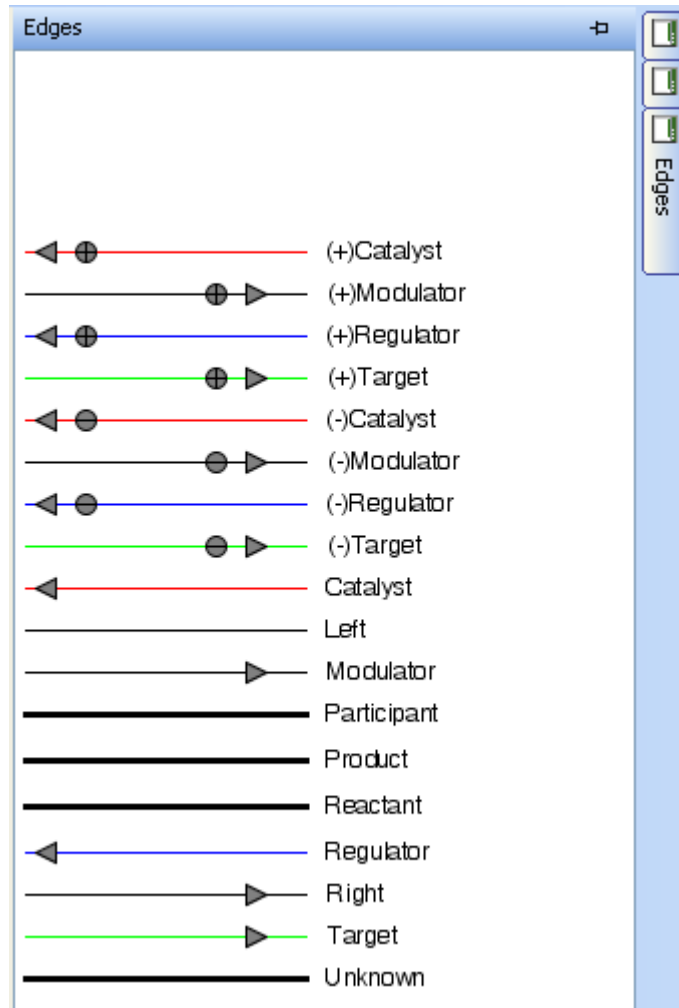 Edges
Edges
(+)Catalyst
(+)Modulator
(+)Regulator
(+)Target
(-)Catalyst
(-)Modulator
(-)Regulator
(-)Target
Catalyst
Left
Modulator
Participant
Product
Reactant
Regulator
Right
Target
Unknown